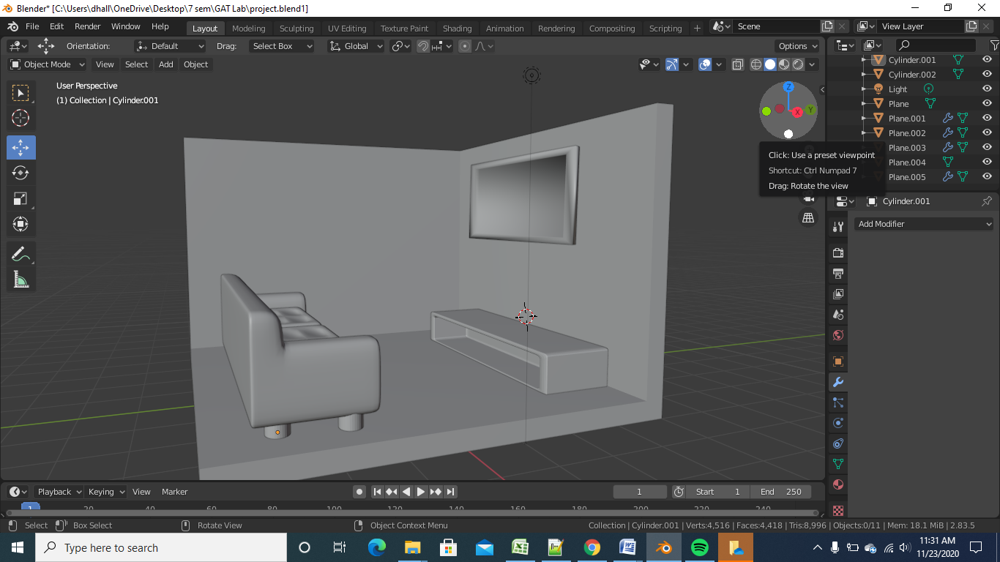 Blender* [C:\Users\dhall\OneDrive\Desktop\7 sem\GAT Lab\project.blend1]
File Edit Render Window Help Layout Modeling Sculpting UV Editing Texture Paint Shading Animation Rendering Compositing Scripting + Scene View Layer
Orientation: Default Drag: Select Box Global Options
Object Mode View Select Add Object
User Perspective
(1) Collection | Cylinder.001
Z
X
Y
Cylinder.001
Cylinder.002
Light
Plane
Plane.001
Plane.002
Plane.003
Plane.004
Plane.005
Click: Use a preset viewpoint
Shortcut: Ctrl Numpad 7
Drag: Rotate the view
Cylinder.001
Add Modifier
Playback Keying View Marker 1 Start 1 End 250
1 20 40 60 80 100 120 140 160 180 200 220 240
Select Box Select Rotate View Object Context Menu Collection | Cylinder.001 | Verts:4,516 | Faces:4,418 | Tris:8,996 | Objects:0/11 | Mem: 18.1 MiB | 2.83.5
Type here to search
11:31 AM
11/23/2020